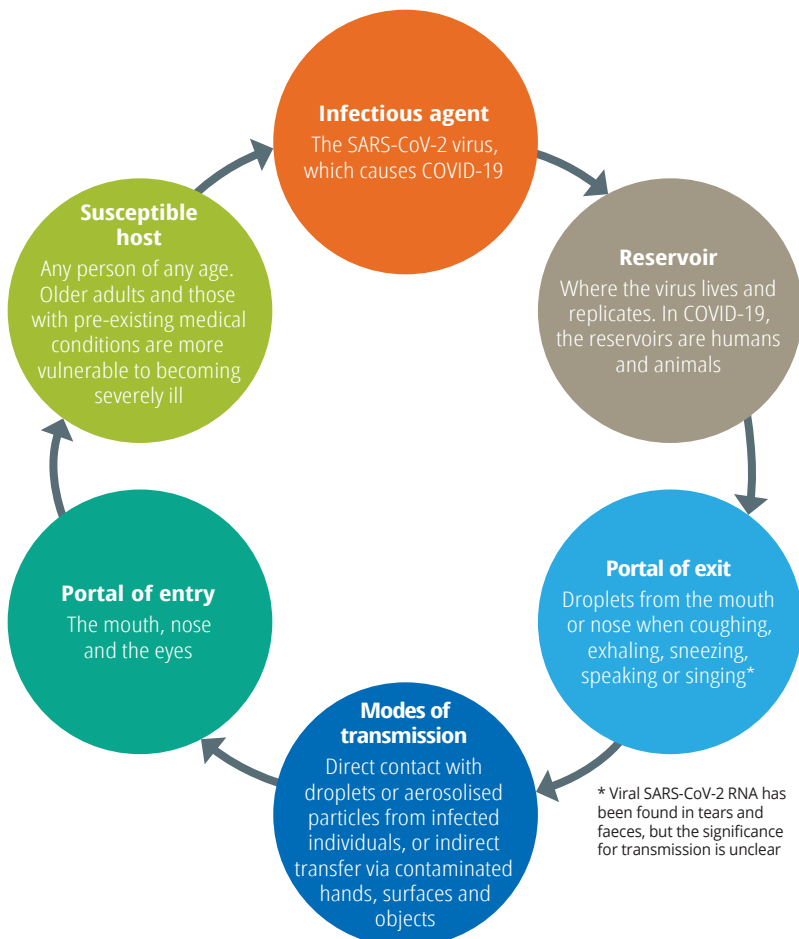 Infectious agent
The SARS-CoV-2 virus,
which causes COVID-19
Reservoir
Where the virus lives and
replicates. In COVID-19,
the reservoirs are humans
and animals
Portal of exit
Droplets from the mouth
or nose when coughing,
exhaling, sneezing,
speaking or singing*
* Viral SARS-CoV-2 RNA has
been found in tears and
faeces, but the significance
for transmission is unclear
Modes of
transmission
Direct contact with
droplets or aerosolised
particles from infected
individuals, or indirect
transfer via contaminated
hands, surfaces and
objects
Portal of entry
The mouth, nose
and the eyes
Susceptible
host
Any person of any age.
Older adults and those
with pre-existing medical
conditions are more
vulnerable to becoming
severely ill